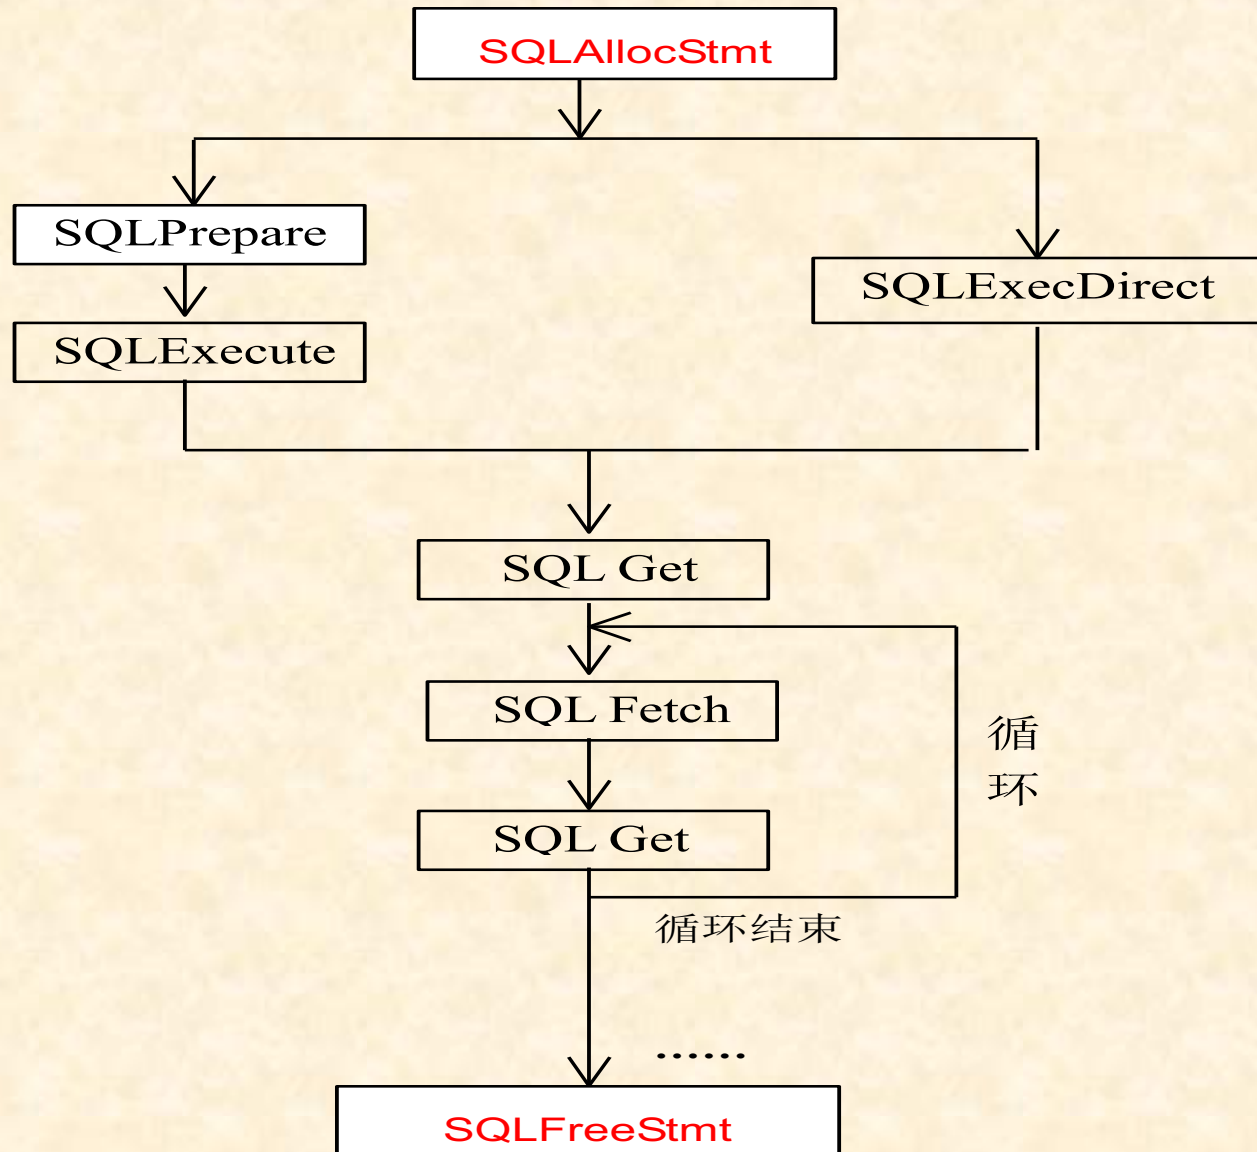 SQLAllocStmt
SQLPrepare
SQLExecDirect
SQLExecute
SQL Get
SQL Fetch
循
环
SQL Get
循环结束
······
SQLFreeStmt